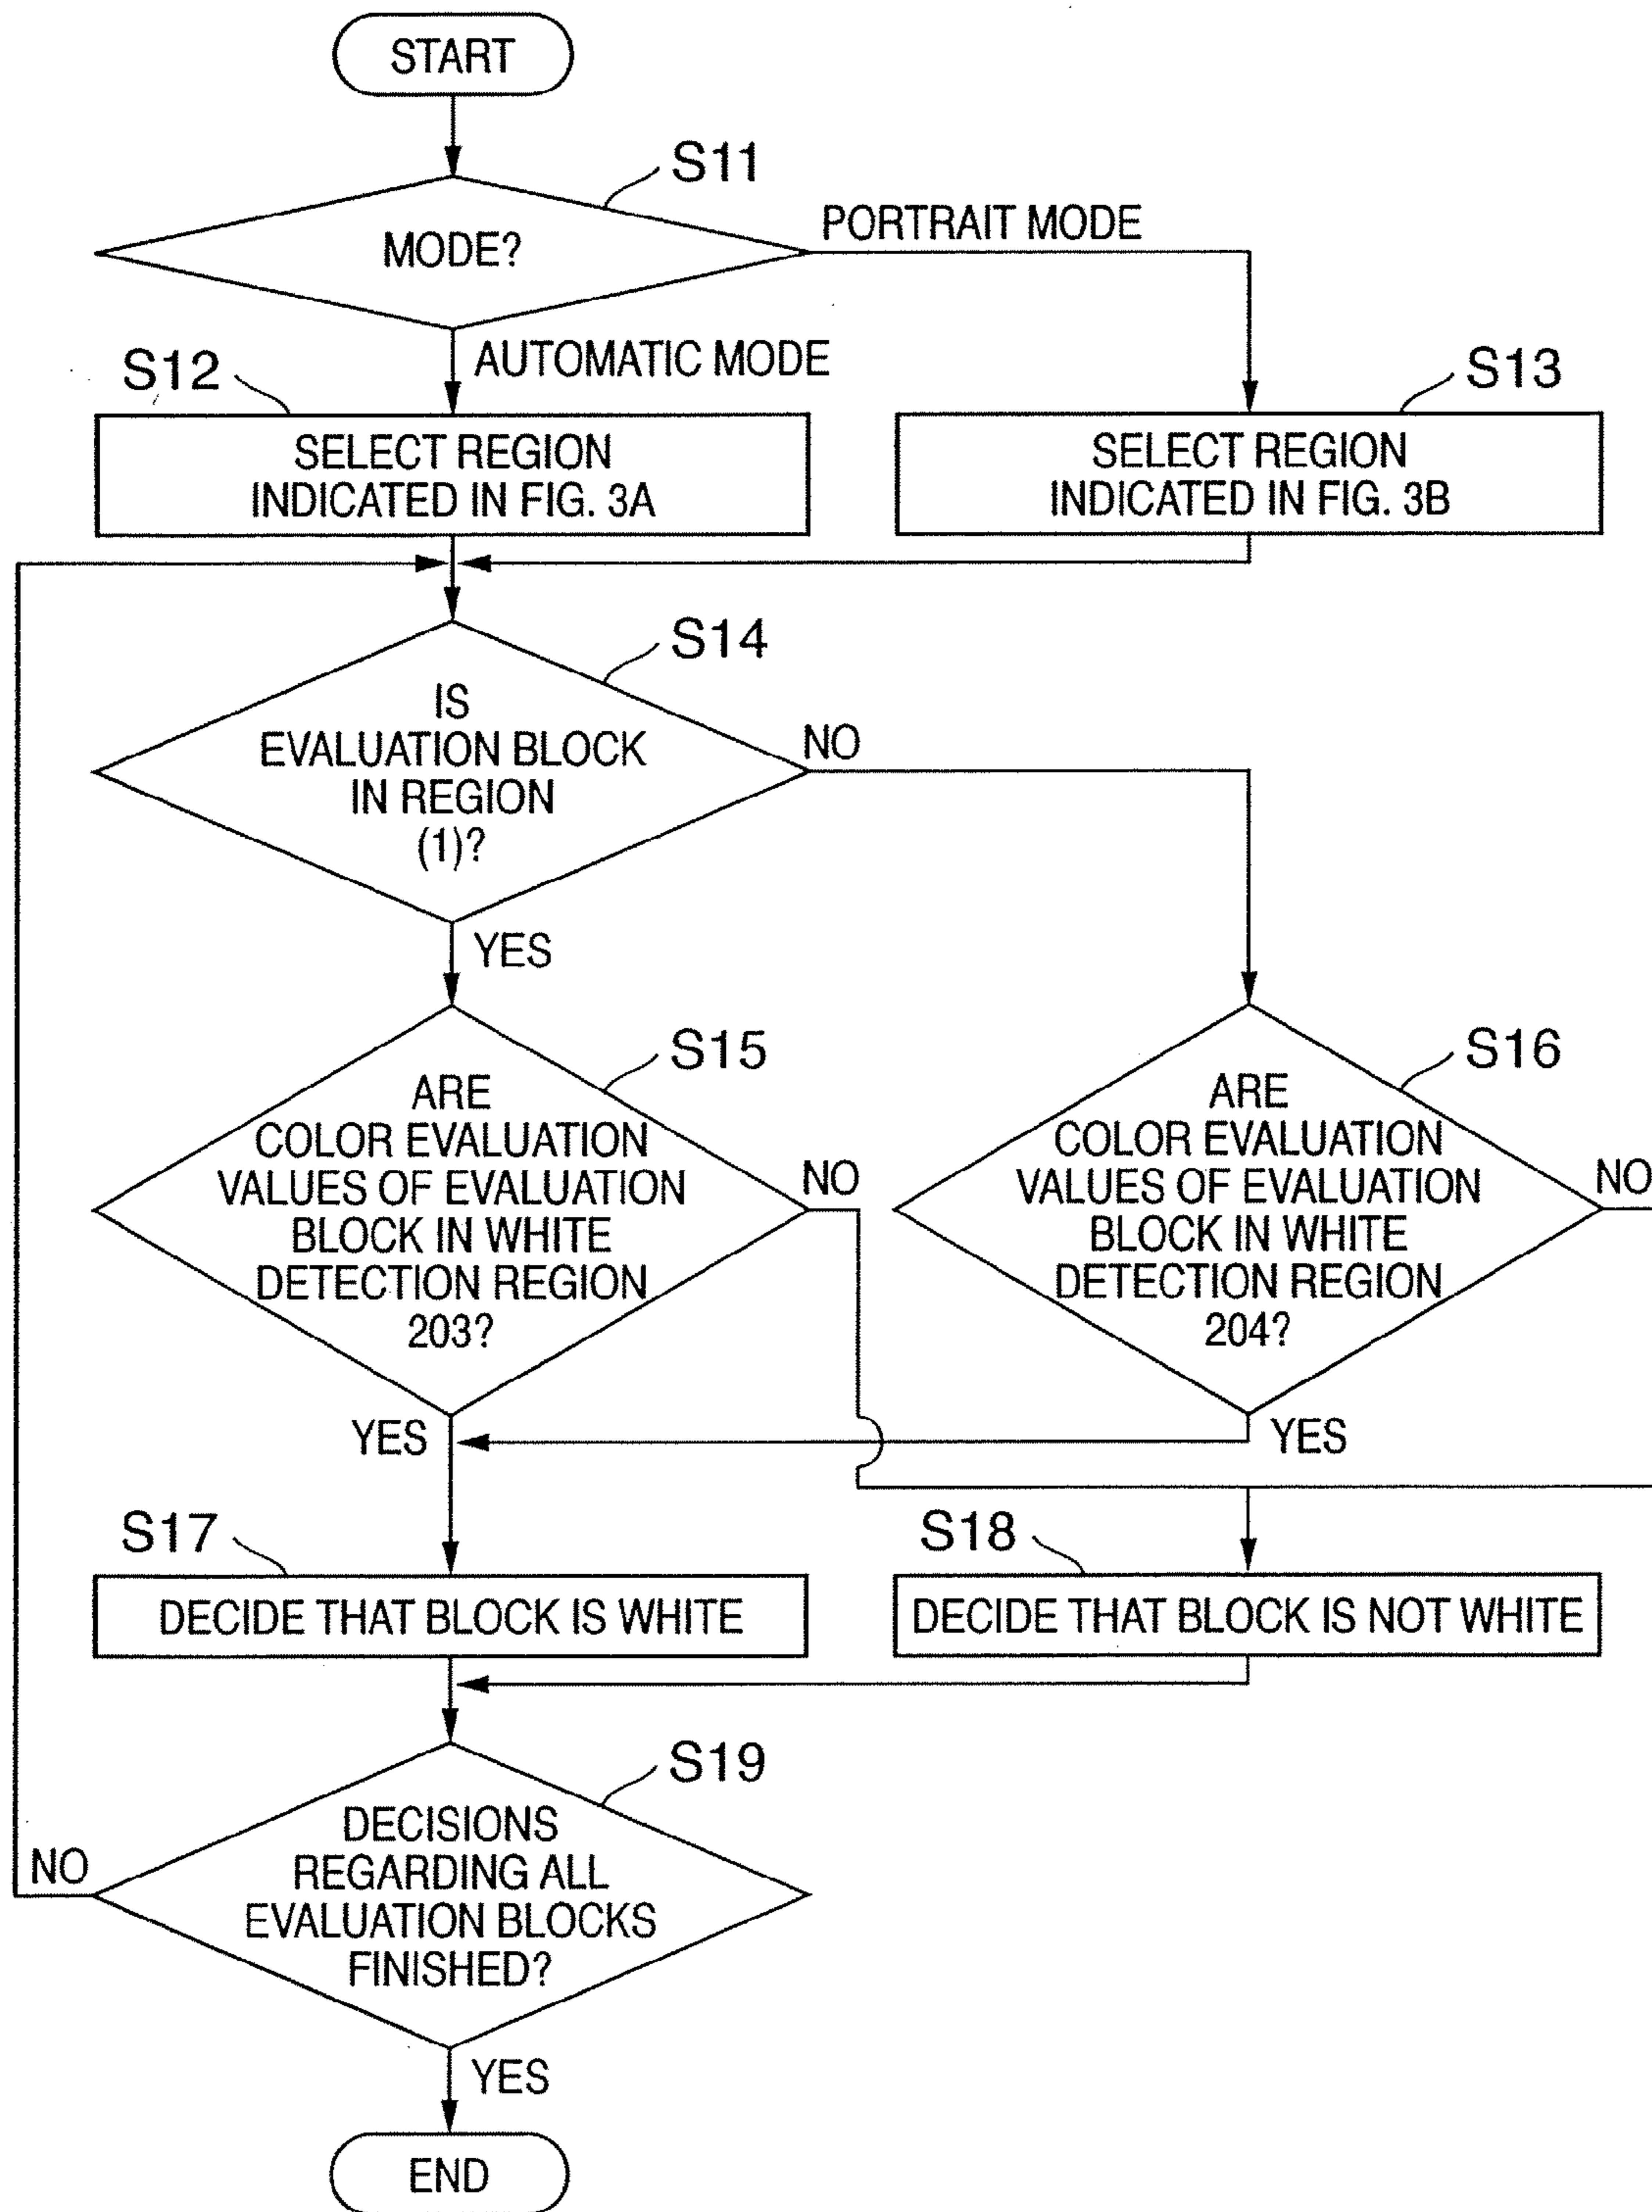 START
S11
MODE?
PORTRAIT MODE
AUTOMATIC MODE
S12
S13
SELECT REGION
INDICATED IN FIG. 3A
SELECT REGION
INDICATED IN FIG. 3B
S14
IS
EVALUATION BLOCK
IN REGION
(1)?
NO
YES
S15
ARE
COLOR EVALUATION
VALUES OF EVALUATION
BLOCK IN WHITE
DETECTION REGION
203?
NO
S16
ARE
COLOR EVALUATION
VALUES OF EVALUATION
BLOCK IN WHITE
DETECTION REGION
204?
NO
YES
YES
S17
S18
DECIDE THAT BLOCK IS WHITE
DECIDE THAT BLOCK IS NOT WHITE
S19
DECISIONS
REGARDING ALL
EVALUATION BLOCKS
FINISHED?
NO
YES
END